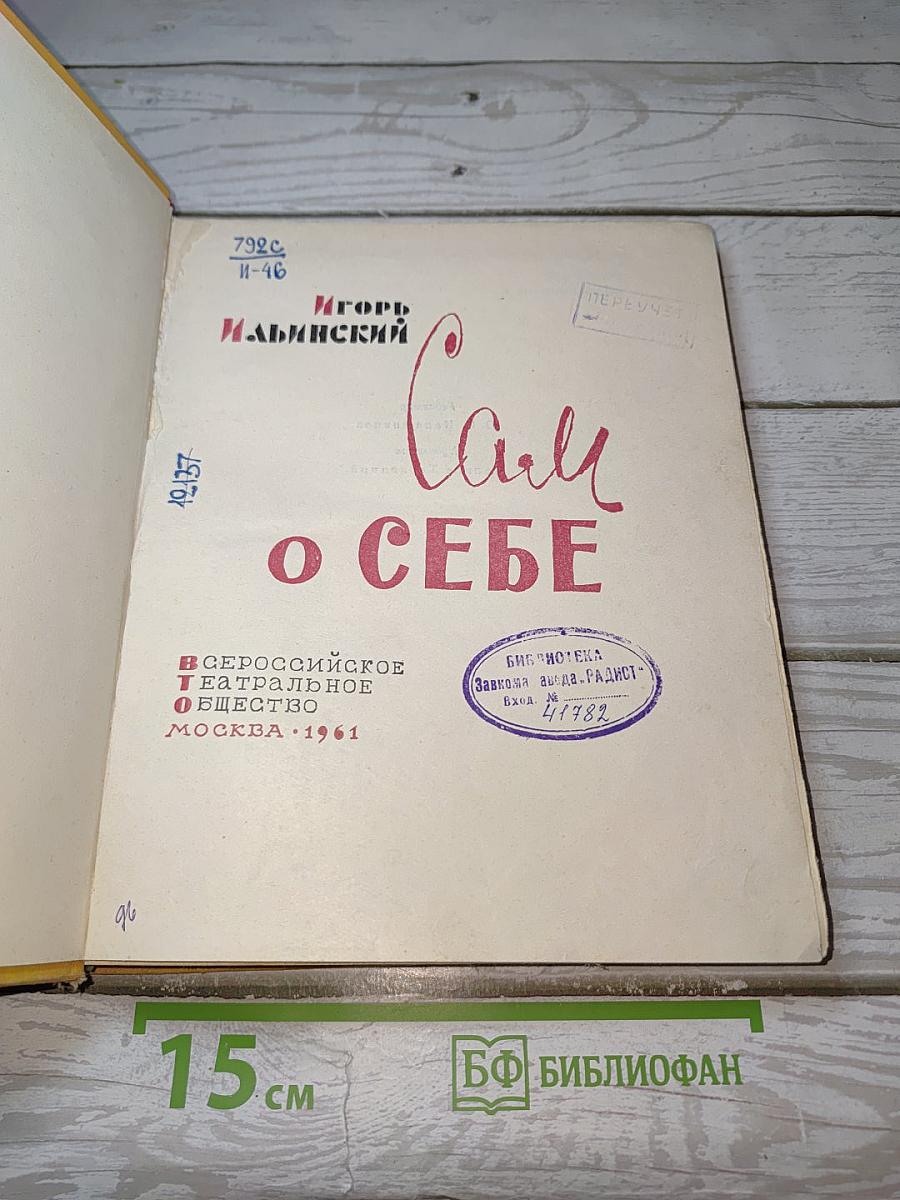 792с
И-46
ПЕРЕУЧЕТ
Игорь
Ильинский
Сам
о СЕБЕ
12137
Всероссийское
Театральное
Общество
Москва · 1961
БИБЛИОТЕКА
Завкома завода „РАДИСТ"
Вход. №
41782
15 см
БФ БИБЛИОФАН